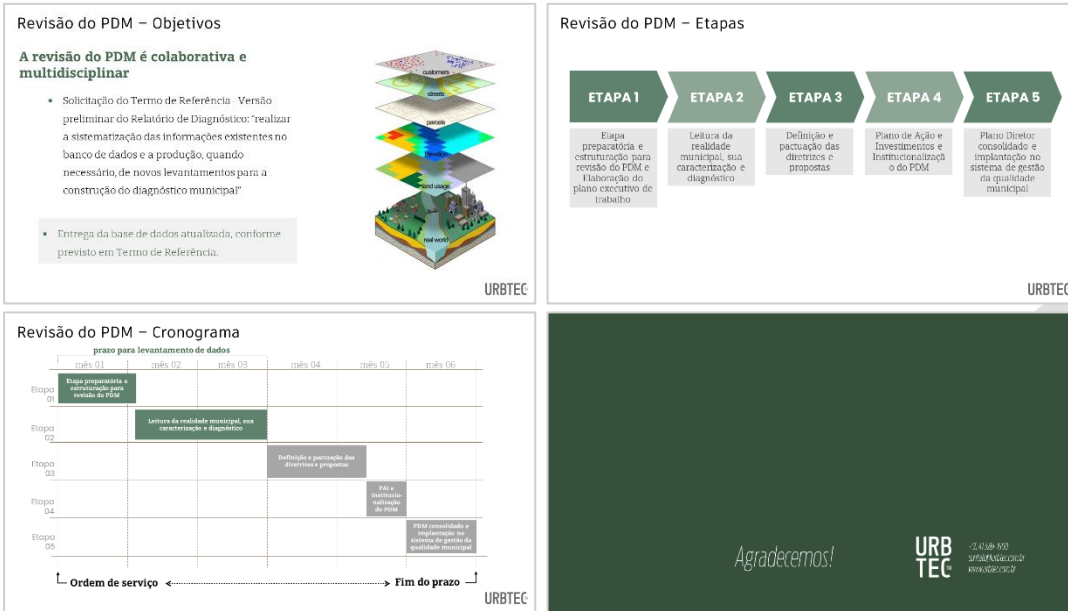 Revisão do PDM – Objetivos
A revisão do PDM é colaborativa e
multidisciplinar
▪ Solicitação do Termo de Referência - Versão
preliminar do Relatório de Diagnóstico: "realizar
a sistematização das informações existentes no
banco de dados e a produção, quando
necessário, de novos levantamentos para a
construção do diagnóstico municipal"
▪ Entrega da base de dados atualizada, conforme
previsto em Termo de Referência.
customers
streets
parcels
elevation
land usage
real world
URBTEC
Revisão do PDM – Etapas
ETAPA 1
ETAPA 2
ETAPA 3
ETAPA 4
ETAPA 5
Etapa
preparatória e
estruturação para
revisão do PDM e
Elaboração do
plano executivo de
trabalho
Leitura da
realidade
municipal, sua
caracterização e
diagnóstico
Definição e
pactuação das
diretrizes e
propostas
Plano de Ação e
Investimentos e
Institucionalizaçã
o do PDM
Plano Diretor
consolidado e
implantação no
sistema de gestão
da qualidade
municipal
URBTEC
Revisão do PDM – Cronograma
prazo para levantamento de dados
mês 01 mês 02 mês 03 mês 04 mês 05 mês 06
Etapa
01
Etapa preparatória e
estruturação para
revisão do PDM
Etapa
02
Leitura da realidade municipal, sua
caracterização e diagnóstico
Etapa
03
Definição e pactuação das
diretrizes e propostas
Etapa
04
PAI e
Institucio-
nalização
do PDM
Etapa
05
PDM consolidado e
implantação no
sistema de gestão da
qualidade municipal
Ordem de serviço
Fim do prazo
URBTEC
Agradecemos!
URB
TEC™
www.urbtec.com.br